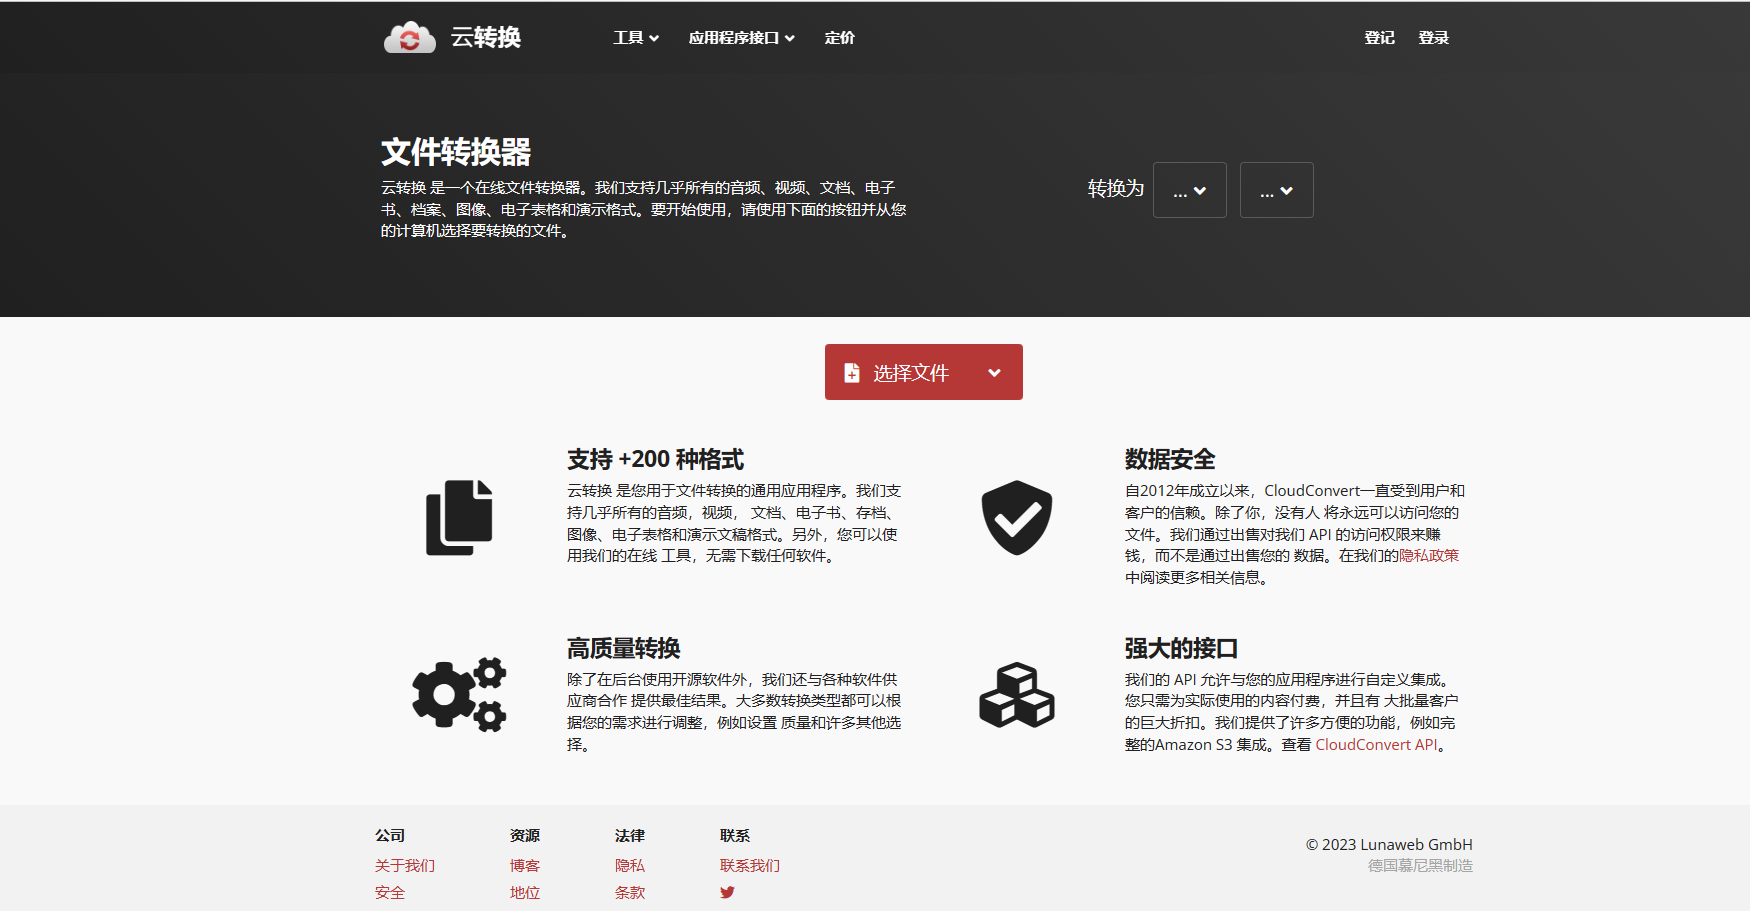 云转换
工具
应用程序接口
定价
登记
登录
文件转换器
云转换 是一个在线文件转换器。我们支持几乎所有的音频、视频、文档、电子
书、档案、图像、电子表格和演示格式。要开始使用，请使用下面的按钮并从您
的计算机选择要转换的文件。
转换为
...
...
选择文件
支持 +200 种格式
云转换 是您用于文件转换的通用应用程序。我们支
持几乎所有的音频，视频， 文档、电子书、存档、
图像、电子表格和演示文稿格式。另外，您可以使
用我们的在线 工具，无需下载任何软件。
数据安全
自2012年成立以来，CloudConvert一直受到用户和
客户的信赖。除了你，没有人 将永远可以访问您的
文件。我们通过出售对我们 API 的访问权限来赚
钱，而不是通过出售您的 数据。在我们的隐私政策
中阅读更多相关信息。
高质量转换
除了在后台使用开源软件外，我们还与各种软件供
应商合作 提供最佳结果。大多数转换类型都可以根
据您的需求进行调整，例如设置 质量和许多其他选
择。
强大的接口
我们的 API 允许与您的应用程序进行自定义集成。
您只需为实际使用的内容付费，并且有 大批量客户
的巨大折扣。我们提供了许多方便的功能，例如完
整的Amazon S3 集成。查看 CloudConvert API。
公司
关于我们
安全
资源
博客
地位
法律
隐私
条款
联系
联系我们
© 2023 Lunaweb GmbH
德国慕尼黑制造